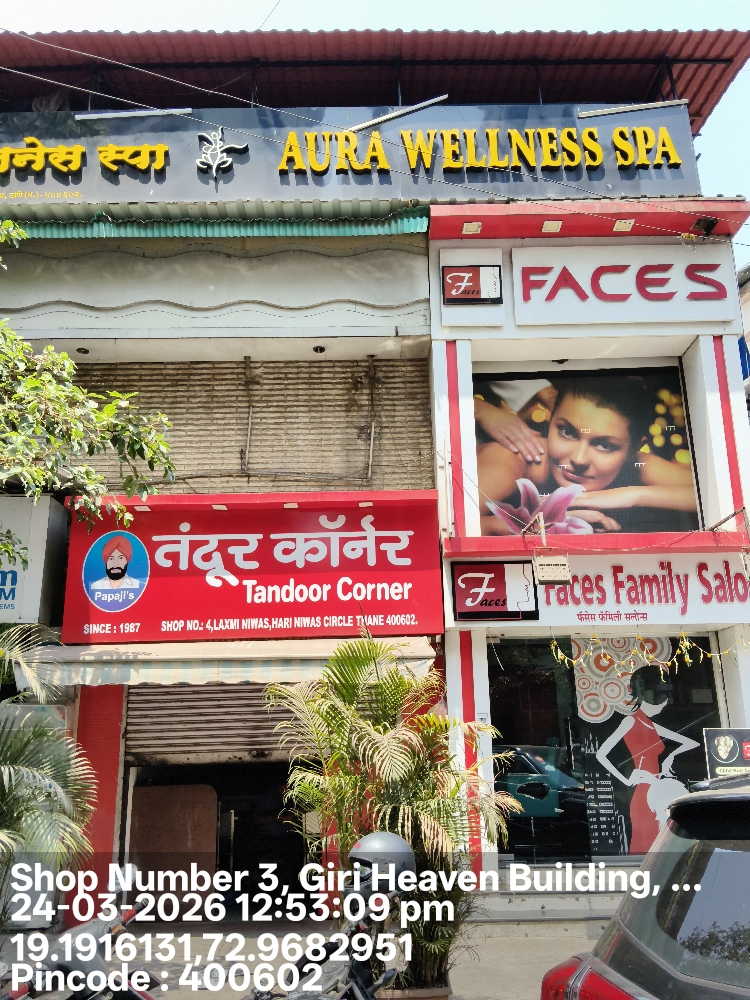 स्पा
AURA WELLNESS SPA
Faces
FACES
Papaji's
तंदूर कॉर्नर
Tandoor Corner
SINCE : 1987
SHOP NO.: 4,LAXMI NIWAS,HARI NIWAS CIRCLE THANE 400602.
Faces
Faces Family Salo
फॅसेस फॅमिली सलोन्स
Shop Number 3, Giri Heaven Building, ...
24-03-2026 12:53:09 pm
19.1916131,72.9682951
Pincode : 400602